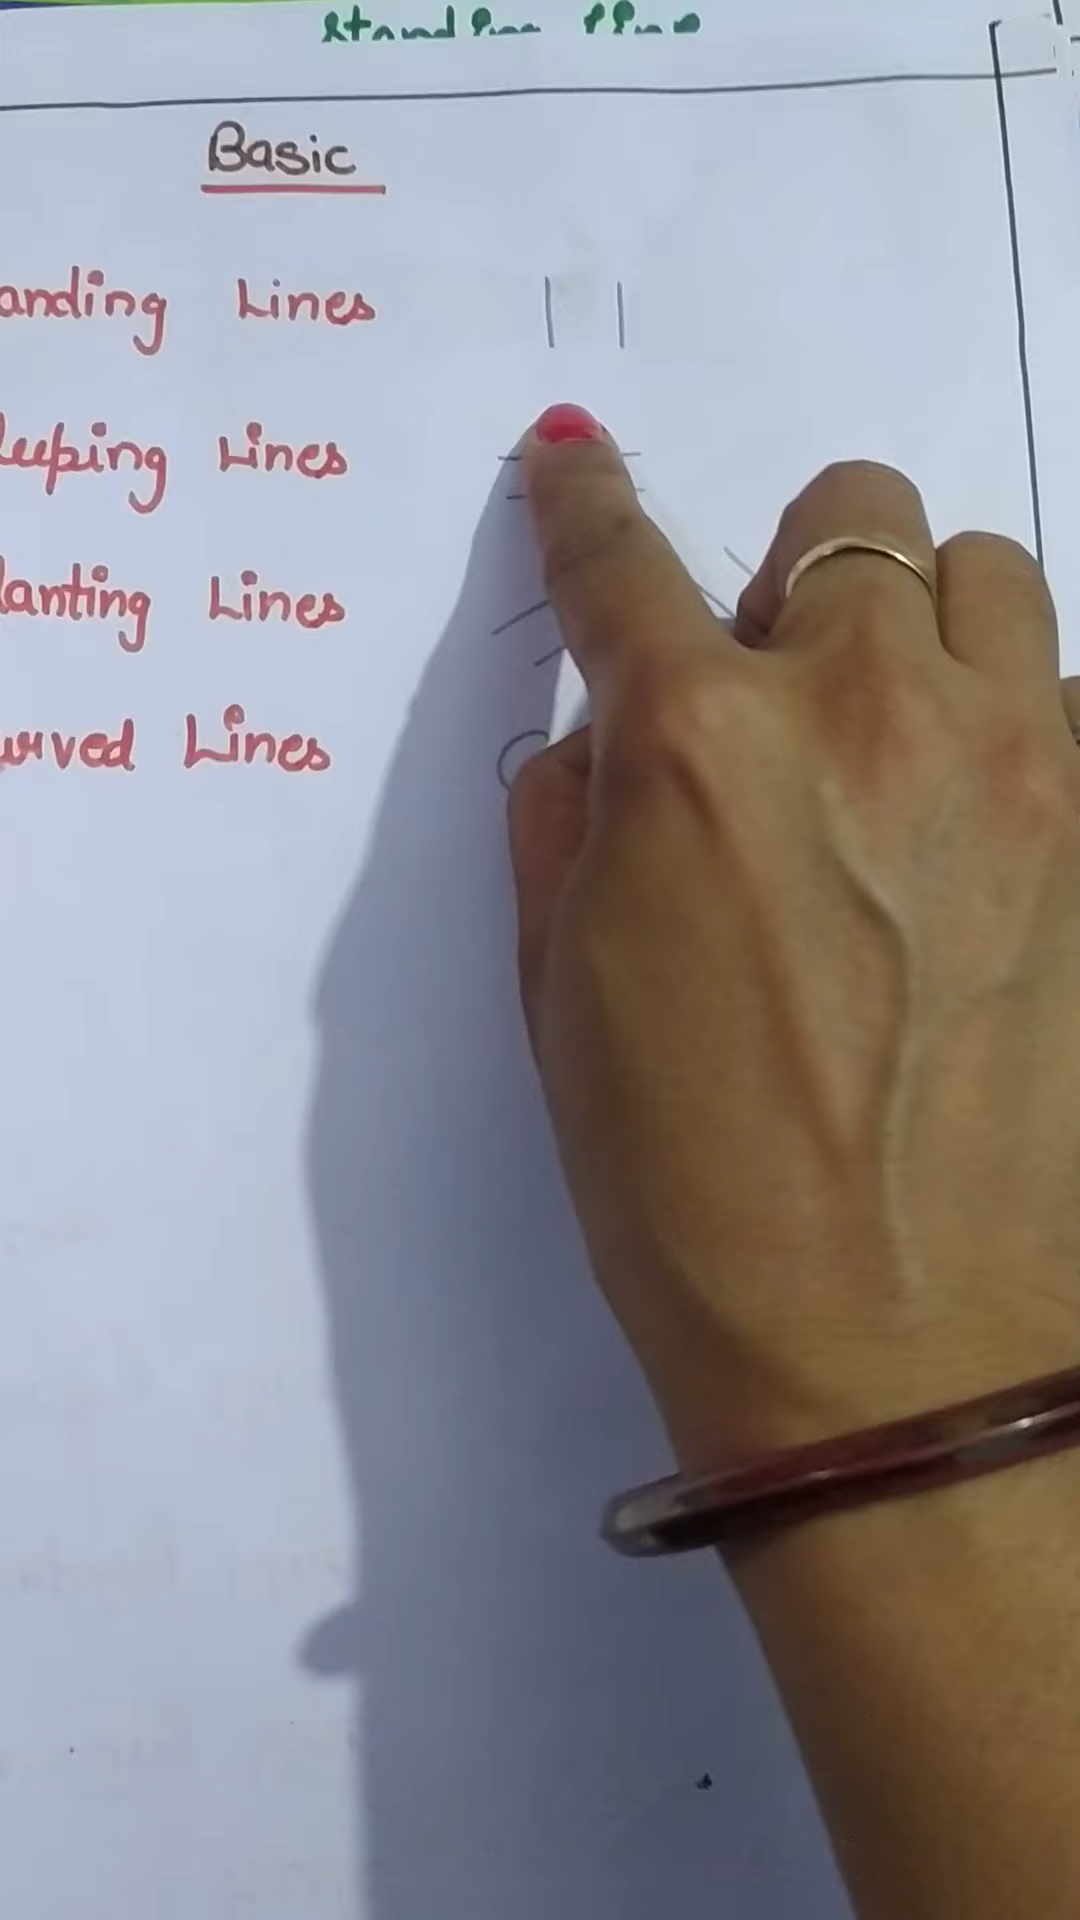 Basic
anding Lines
leeping Lines
lanting Lines
urved Lines